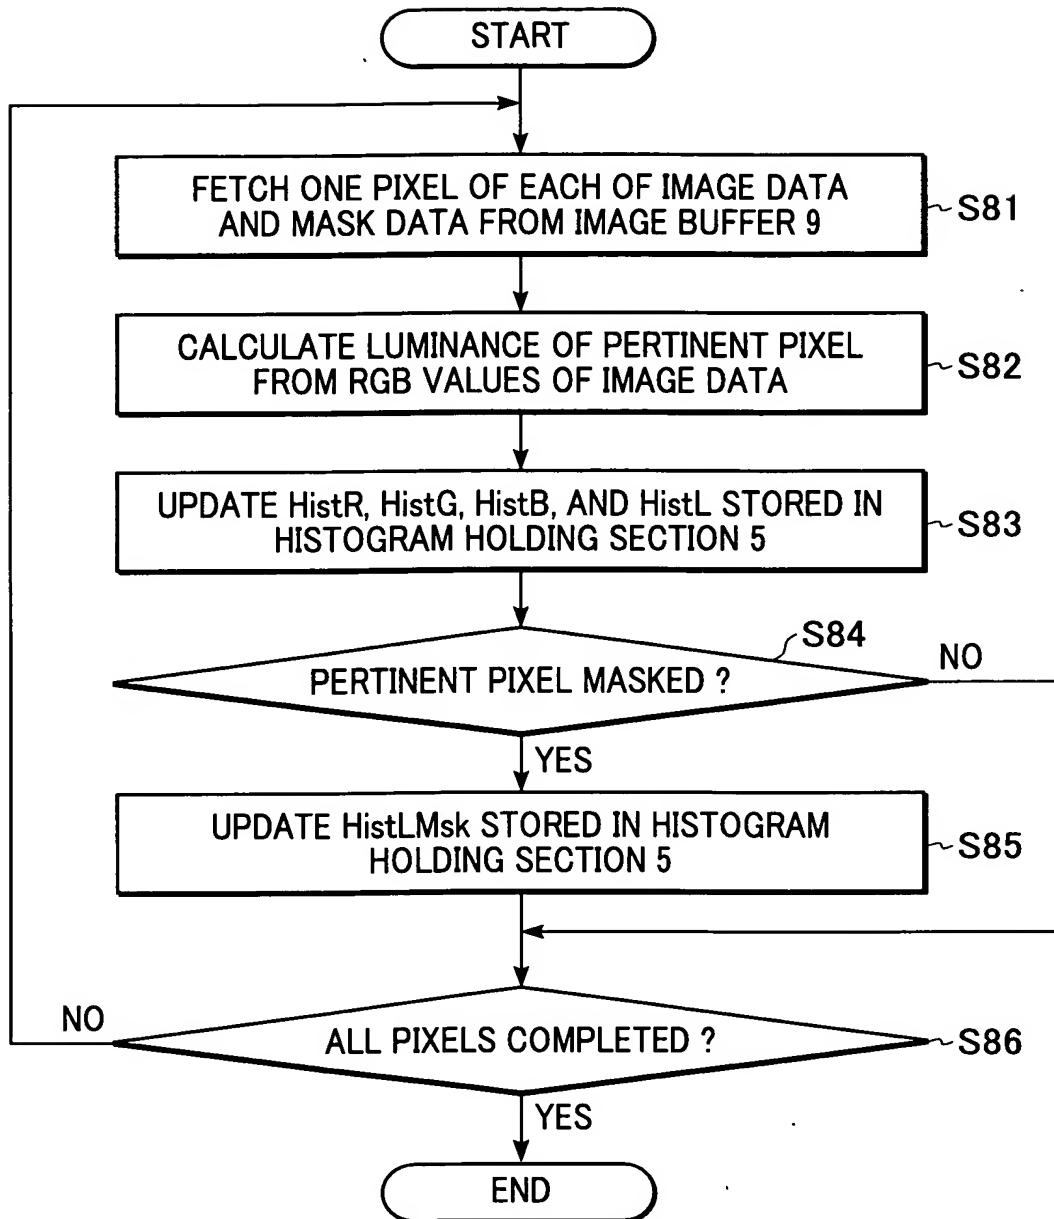 START
FETCH ONE PIXEL OF EACH OF IMAGE DATA
AND MASK DATA FROM IMAGE BUFFER 9
S81
CALCULATE LUMINANCE OF PERTINENT PIXEL
FROM RGB VALUES OF IMAGE DATA
S82
UPDATE HistR, HistG, HistB, AND HistL STORED IN
HISTOGRAM HOLDING SECTION 5
S83
S84
PERTINENT PIXEL MASKED ?
NO
YES
UPDATE HistLMsk STORED IN HISTOGRAM
HOLDING SECTION 5
S85
NO
ALL PIXELS COMPLETED ?
S86
YES
END